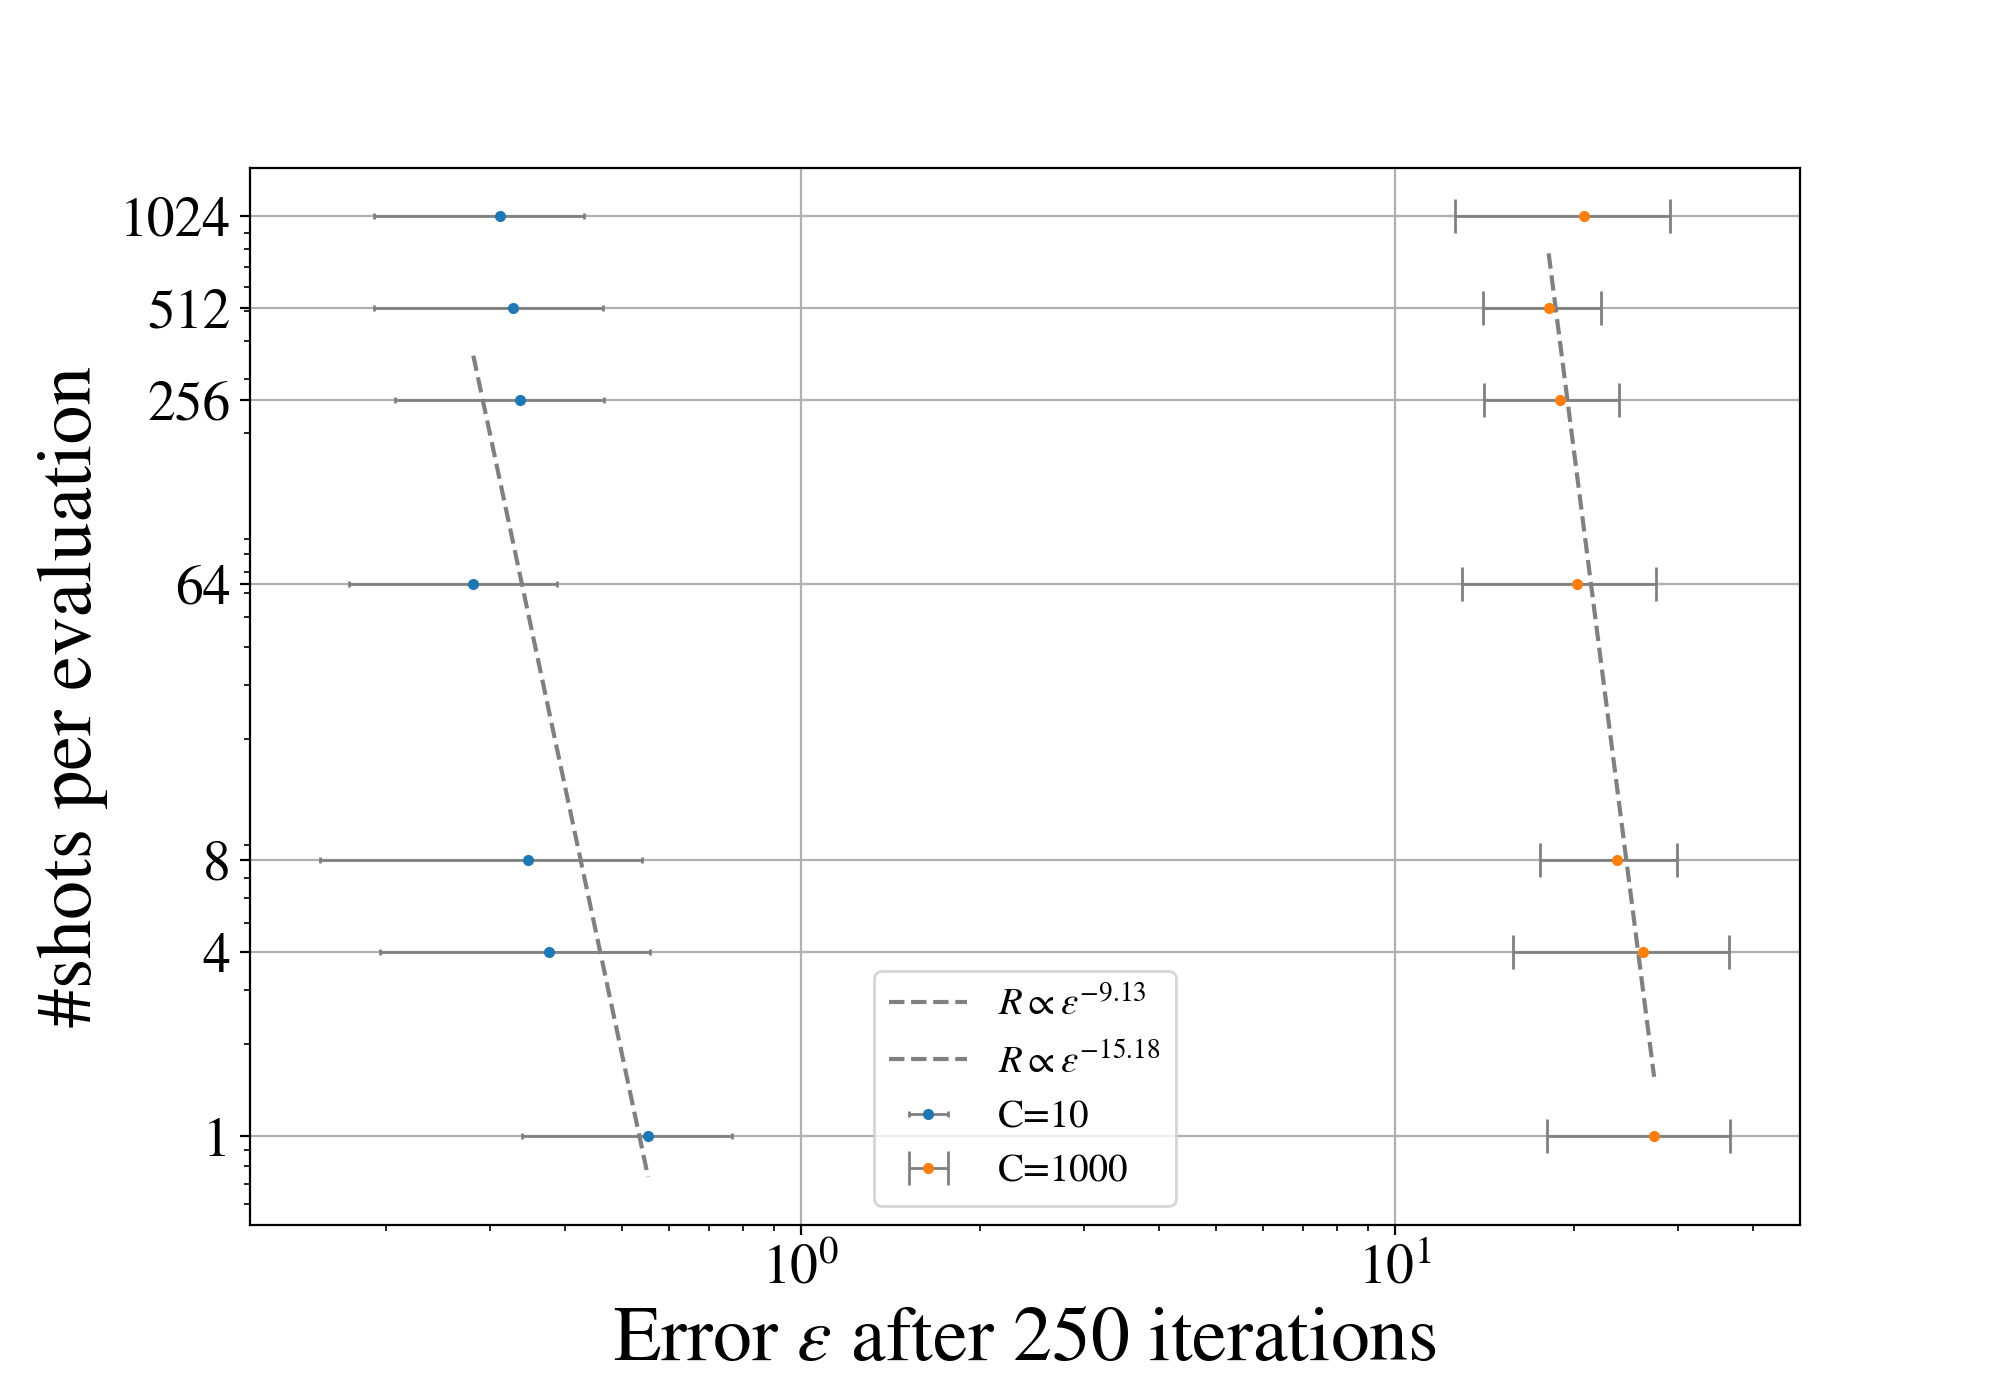 1024
512
256
64
8
4
1
#shots per evaluation
R ∝ ε^{-9.13}
R ∝ ε^{-15.18}
C=10
C=1000
10^0
10^1
Error ε after 250 iterations